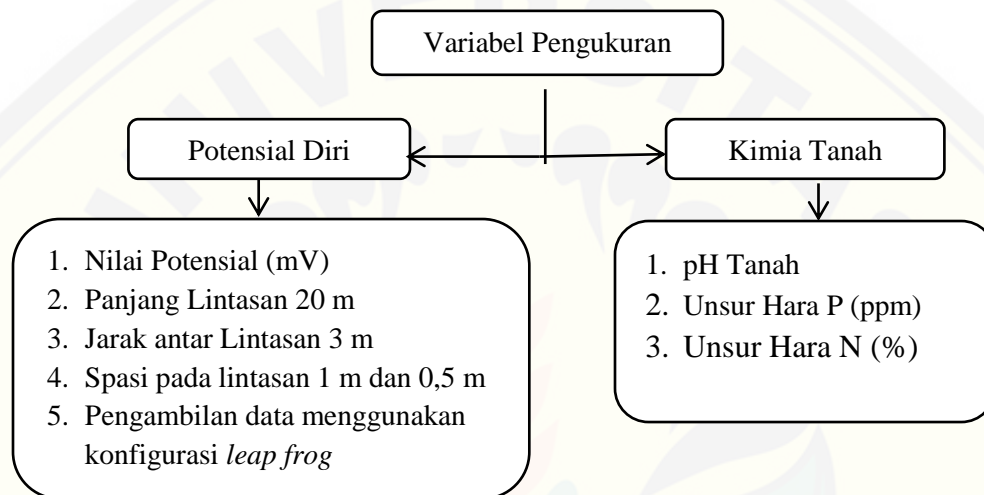 Variabel Pengukuran
Potensial Diri
Kimia Tanah
1. Nilai Potensial (mV)
2. Panjang Lintasan 20 m
3. Jarak antar Lintasan 3 m
4. Spasi pada lintasan 1 m dan 0,5 m
5. Pengambilan data menggunakan
konfigurasi leap frog
1. pH Tanah
2. Unsur Hara P (ppm)
3. Unsur Hara N (%)